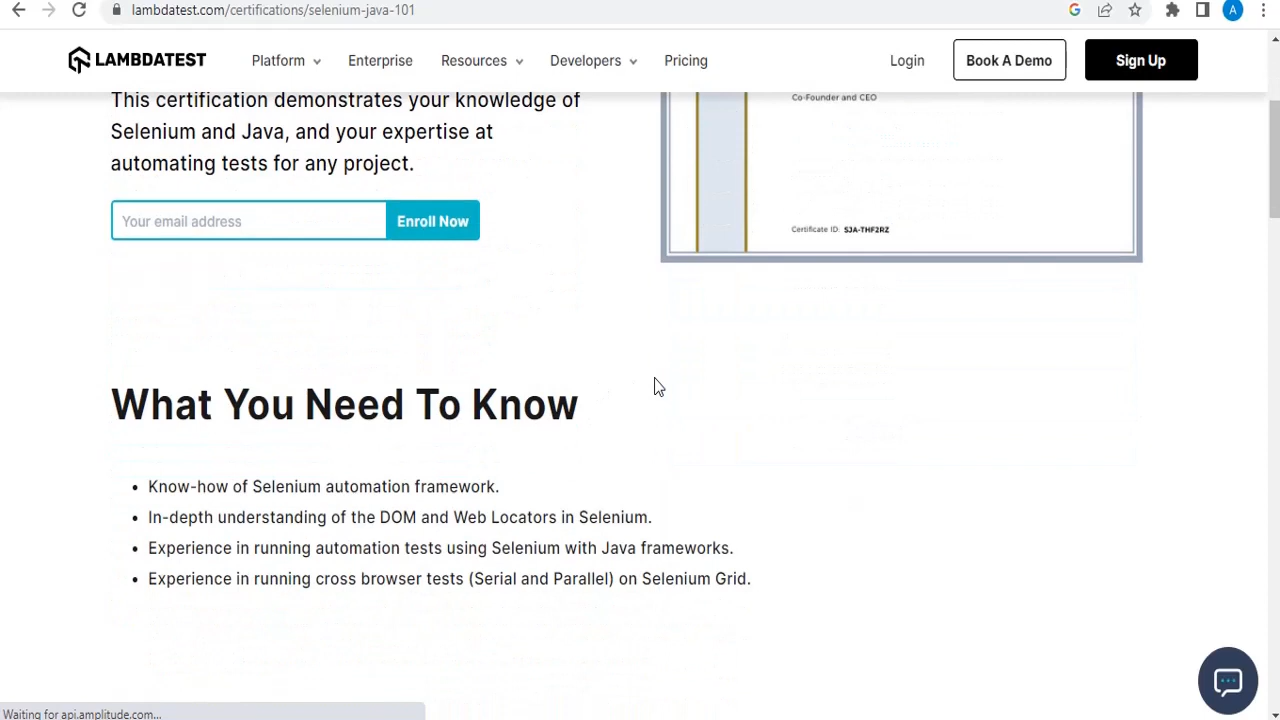 lambdatest.com/certifications/selenium-java-101
A
LAMBDATEST Platform Enterprise Resources Developers Pricing Login Book A Demo Sign Up
This certification demonstrates your knowledge of
Selenium and Java, and your expertise at
automating tests for any project.
Your email address Enroll Now
Co-Founder and CEO
Certificate ID: SJA-THF2RZ
What You Need To Know
• Know-how of Selenium automation framework.
• In-depth understanding of the DOM and Web Locators in Selenium.
• Experience in running automation tests using Selenium with Java frameworks.
• Experience in running cross browser tests (Serial and Parallel) on Selenium Grid.
Waiting for api.amplitude.com...